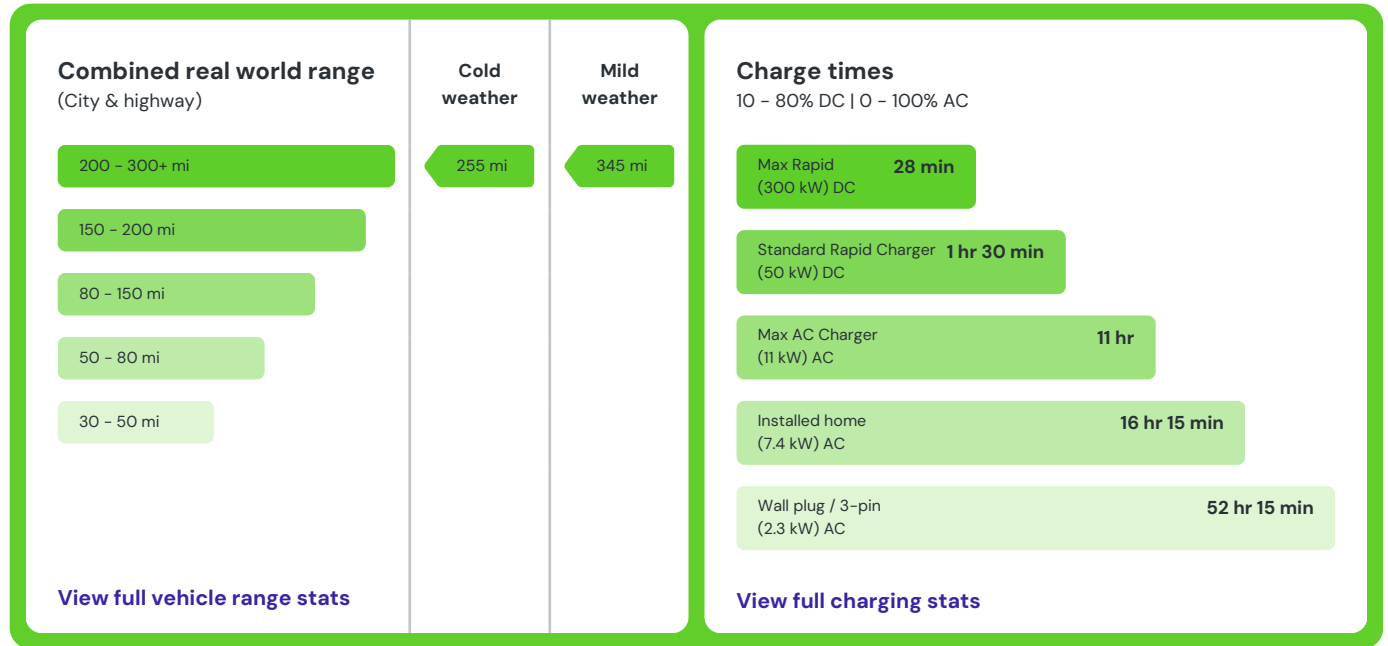 Combined real world range
(City & highway)
Cold
weather
Mild
weather
200 - 300+ mi
255 mi
345 mi
150 - 200 mi
80 - 150 mi
50 - 80 mi
30 - 50 mi
View full vehicle range stats
Charge times
10 - 80% DC | 0 - 100% AC
Max Rapid
(300 kW) DC
28 min
Standard Rapid Charger
(50 kW) DC
1 hr 30 min
Max AC Charger
(11 kW) AC
11 hr
Installed home
(7.4 kW) AC
16 hr 15 min
Wall plug / 3-pin
(2.3 kW) AC
52 hr 15 min
View full charging stats